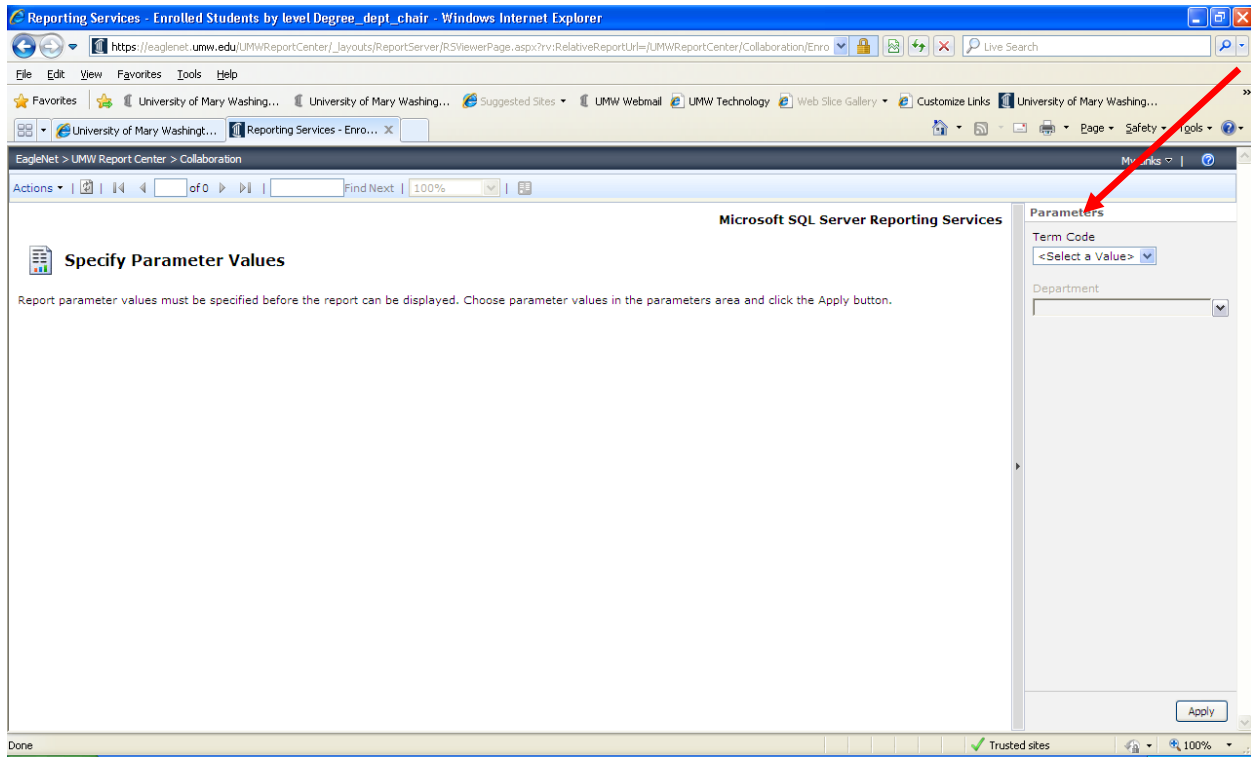 Reporting Services - Enrolled Students by level Degree_dept_chair - Windows Internet Explorer
https://eaglenet.umw.edu/UMWReportCenter/_layouts/ReportServer/RSViewerPage.aspx?rv:RelativeReportUrl=/UMWReportCenter/Collaboration/Enro
Live Search
File Edit View Favorites Tools Help
Favorites University of Mary Washing... University of Mary Washing... Suggested Sites UMW Webmail UMW Technology Web Slice Gallery Customize Links University of Mary Washing... »
University of Mary Washingt... Reporting Services - Enro... X Page Safety Tools
EagleNet > UMW Report Center > Collaboration
Actions | | of 0 | Find Next | 100% |
Microsoft SQL Server Reporting Services
Specify Parameter Values
Report parameter values must be specified before the report can be displayed. Choose parameter values in the parameters area and click the Apply button.
Parameters
Term Code
<Select a Value>
Department
Apply
Done Trusted sites 100%